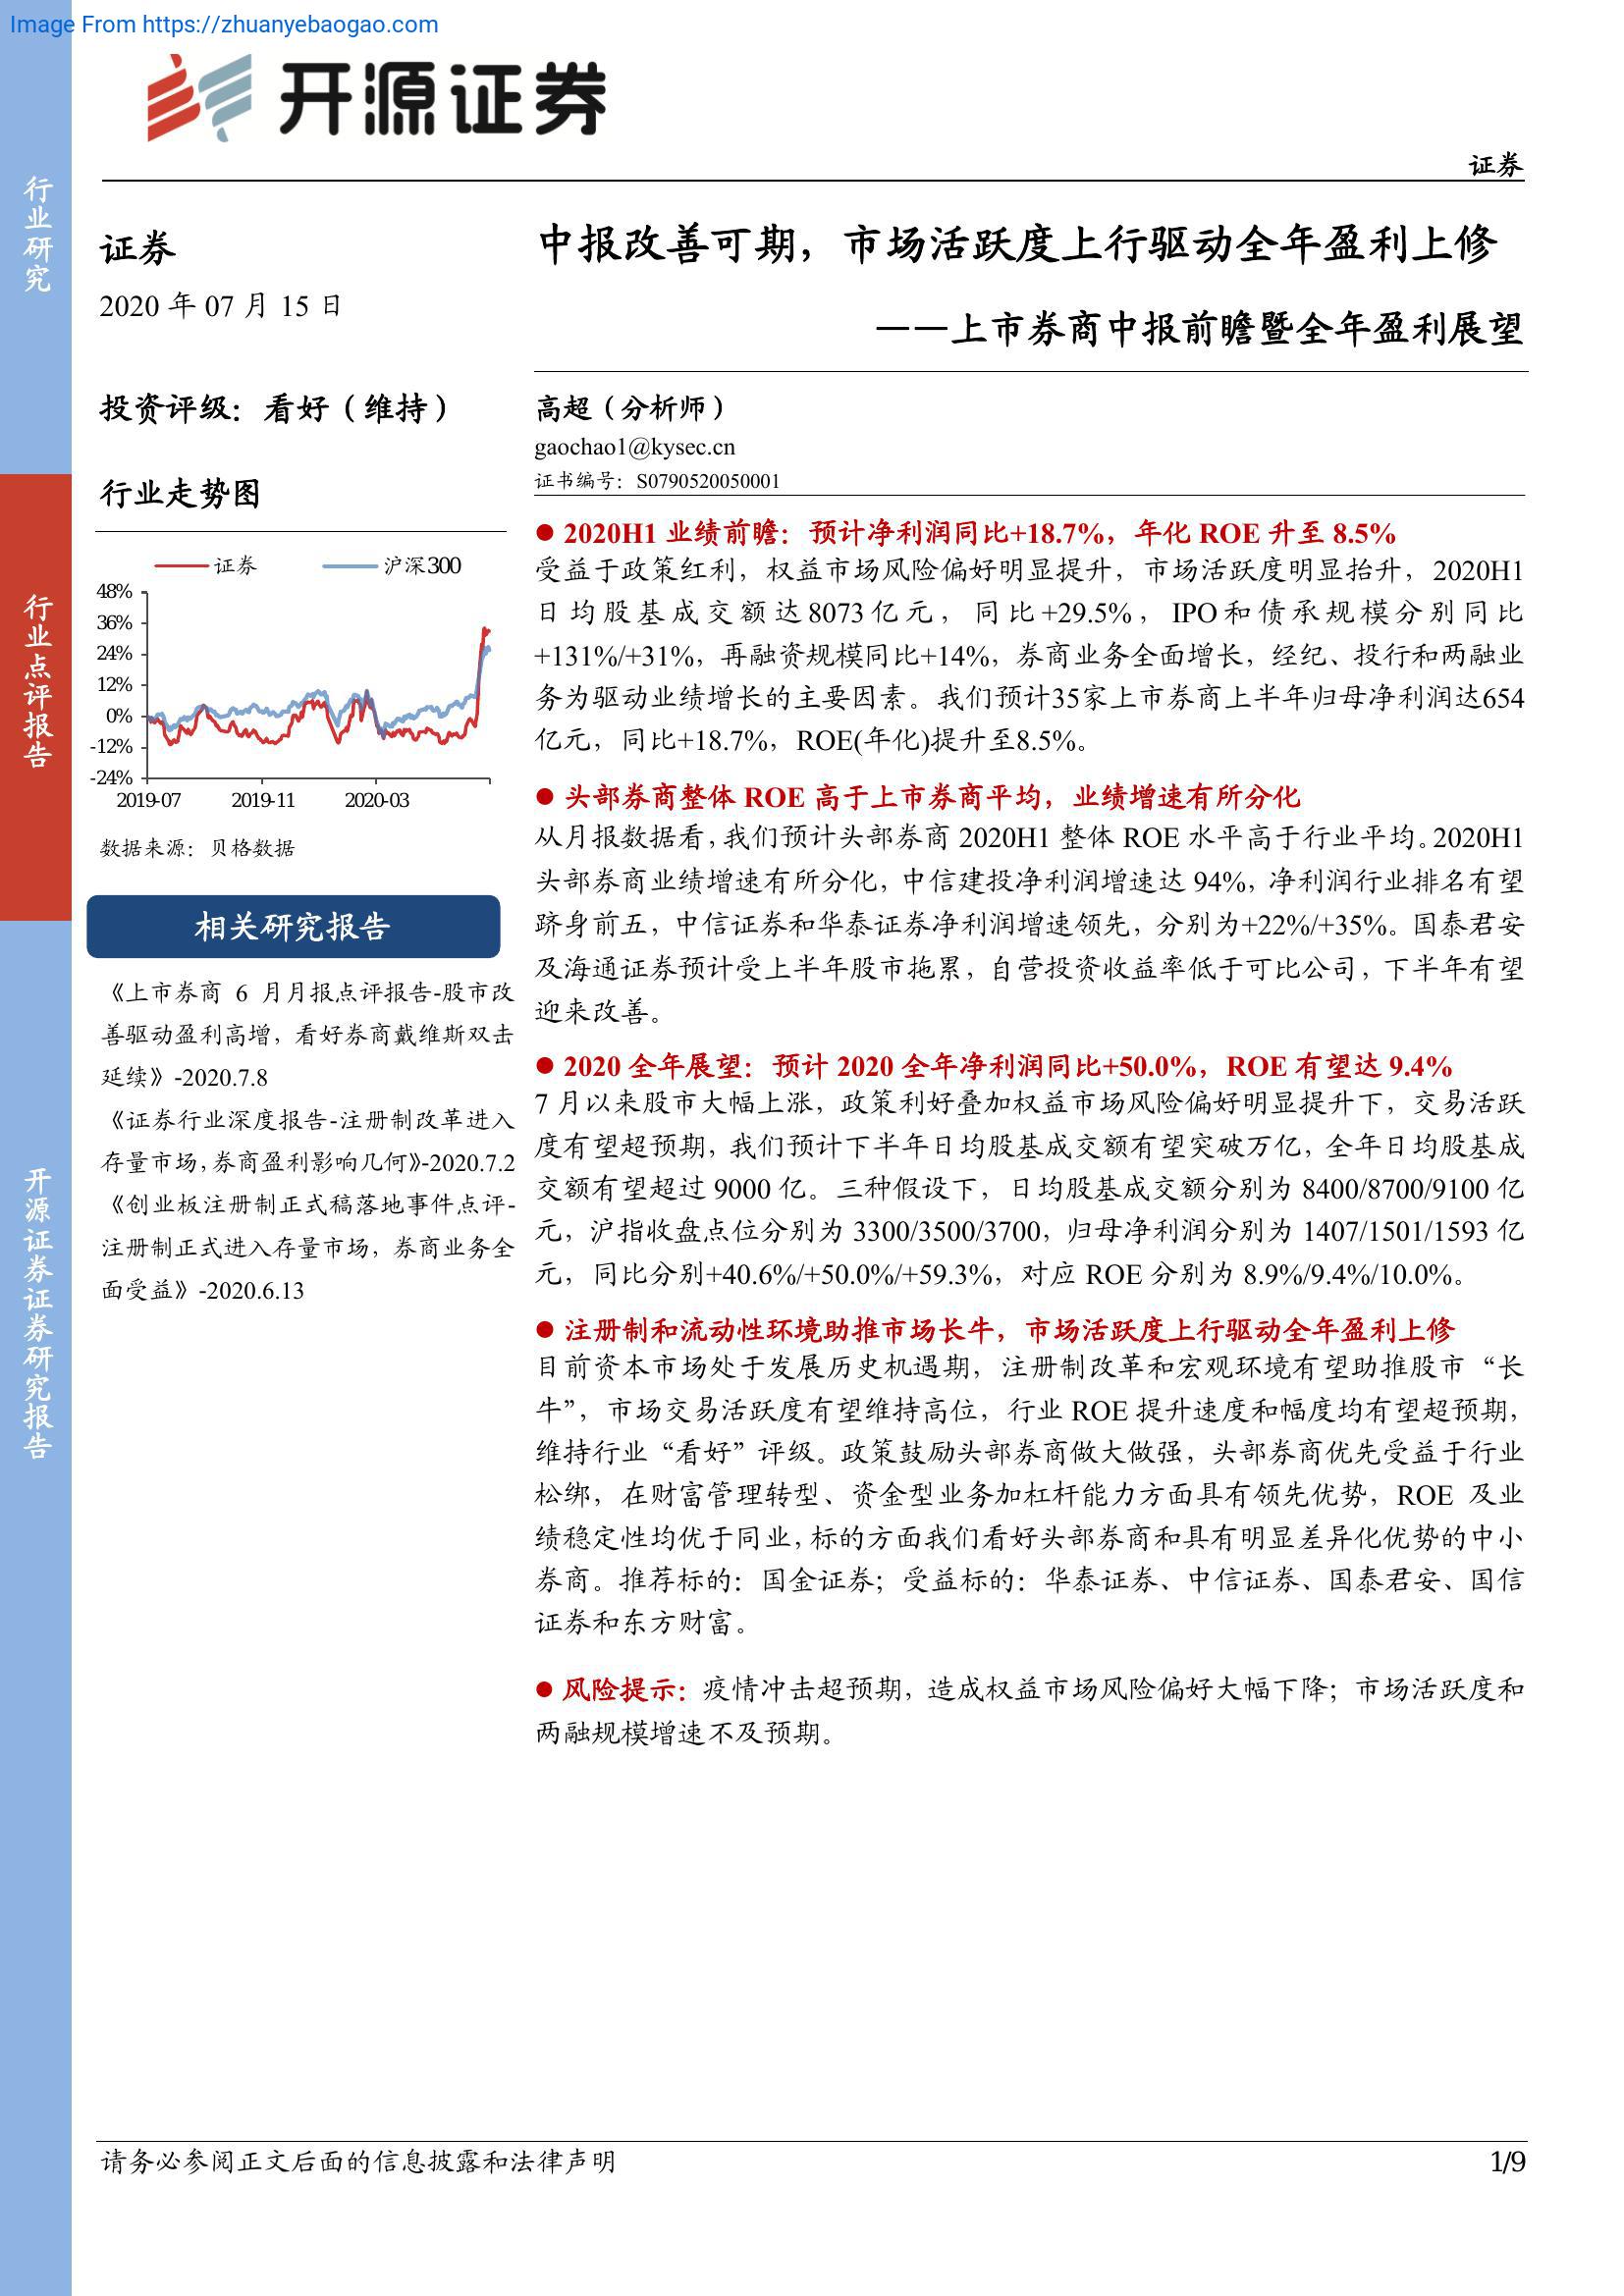 Image From https://zhuanyebaogao.com
开源证券
证券
行业研究
行业点评报告
开源证券证券研究报告
证券
2020 年 07 月 15 日
投资评级：看好（维持）
行业走势图
证券 沪深300
48%
36%
24%
12%
0%
-12%
-24%
2019-07 2019-11 2020-03
数据来源：贝格数据
相关研究报告
《上市券商 6 月月报点评报告-股市改
善驱动盈利高增，看好券商戴维斯双击
延续》-2020.7.8
《证券行业深度报告-注册制改革进入
存量市场,券商盈利影响几何》-2020.7.2
《创业板注册制正式稿落地事件点评-
注册制正式进入存量市场，券商业务全
面受益》-2020.6.13
中报改善可期，市场活跃度上行驱动全年盈利上修
——上市券商中报前瞻暨全年盈利展望
高超（分析师）
gaochao1@kysec.cn
证书编号：S0790520050001
● 2020H1 业绩前瞻：预计净利润同比+18.7%，年化 ROE 升至 8.5%
受益于政策红利，权益市场风险偏好明显提升，市场活跃度明显抬升，2020H1
日均股基成交额达8073亿元，同比+29.5%，IPO和债承规模分别同比
+131%/+31%，再融资规模同比+14%，券商业务全面增长，经纪、投行和两融业
务为驱动业绩增长的主要因素。我们预计35家上市券商上半年归母净利润达654
亿元，同比+18.7%，ROE(年化)提升至8.5%。
● 头部券商整体 ROE 高于上市券商平均，业绩增速有所分化
从月报数据看,我们预计头部券商 2020H1 整体 ROE 水平高于行业平均。2020H1
头部券商业绩增速有所分化，中信建投净利润增速达 94%，净利润行业排名有望
跻身前五，中信证券和华泰证券净利润增速领先，分别为+22%/+35%。国泰君安
及海通证券预计受上半年股市拖累，自营投资收益率低于可比公司，下半年有望
迎来改善。
● 2020 全年展望：预计 2020 全年净利润同比+50.0%，ROE 有望达 9.4%
7 月以来股市大幅上涨，政策利好叠加权益市场风险偏好明显提升下，交易活跃
度有望超预期，我们预计下半年日均股基成交额有望突破万亿，全年日均股基成
交额有望超过 9000 亿。三种假设下，日均股基成交额分别为 8400/8700/9100 亿
元，沪指收盘点位分别为 3300/3500/3700，归母净利润分别为 1407/1501/1593 亿
元，同比分别+40.6%/+50.0%/+59.3%，对应 ROE 分别为 8.9%/9.4%/10.0%。
● 注册制和流动性环境助推市场长牛，市场活跃度上行驱动全年盈利上修
目前资本市场处于发展历史机遇期，注册制改革和宏观环境有望助推股市“长
牛”，市场交易活跃度有望维持高位，行业 ROE 提升速度和幅度均有望超预期，
维持行业“看好”评级。政策鼓励头部券商做大做强，头部券商优先受益于行业
松绑，在财富管理转型、资金型业务加杠杆能力方面具有领先优势，ROE 及业
绩稳定性均优于同业,标的方面我们看好头部券商和具有明显差异化优势的中小
券商。推荐标的：国金证券；受益标的：华泰证券、中信证券、国泰君安、国信
证券和东方财富。
● 风险提示：疫情冲击超预期，造成权益市场风险偏好大幅下降；市场活跃度和
两融规模增速不及预期。
请务必参阅正文后面的信息披露和法律声明
1/9